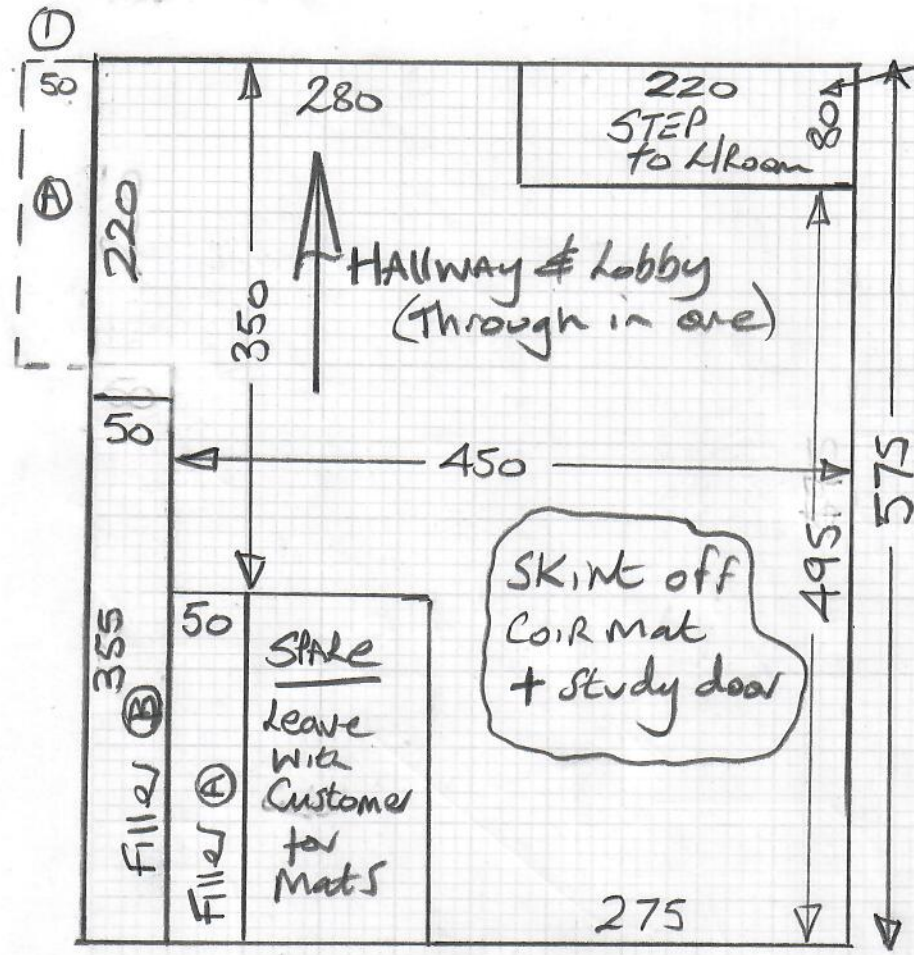 ①
50
280
220
STEP
to L/Room
80
Ⓐ
220
350
HAllWAY & Lobby
(Through in one)
50
450
575
495
SKiNt off
CoiR Mat
+ Study door
355
Filler Ⓑ
50
Filler Ⓐ
SPARe
Leave
With
Customer
for
Mats
275